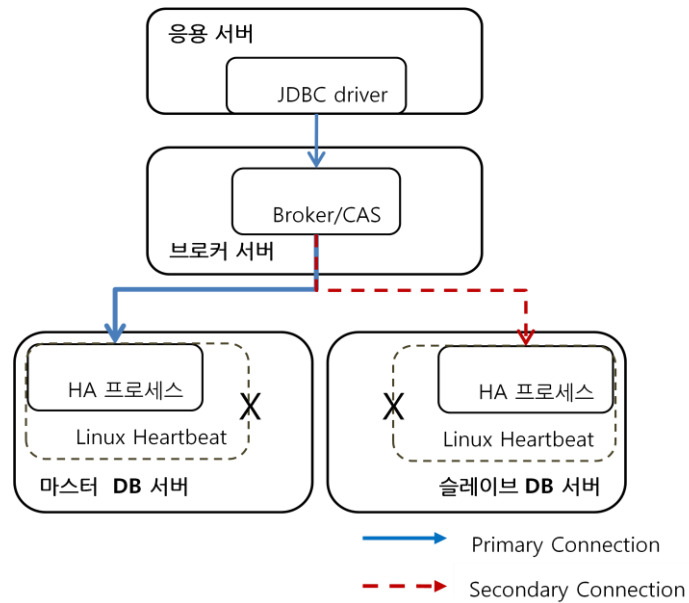 응용 서버
JDBC driver
Broker/CAS
브로커 서버
HA 프로세스
X
Linux Heartbeat
마스터 DB 서버
HA 프로세스
X
Linux Heartbeat
슬레이브 DB 서버
Primary Connection
Secondary Connection